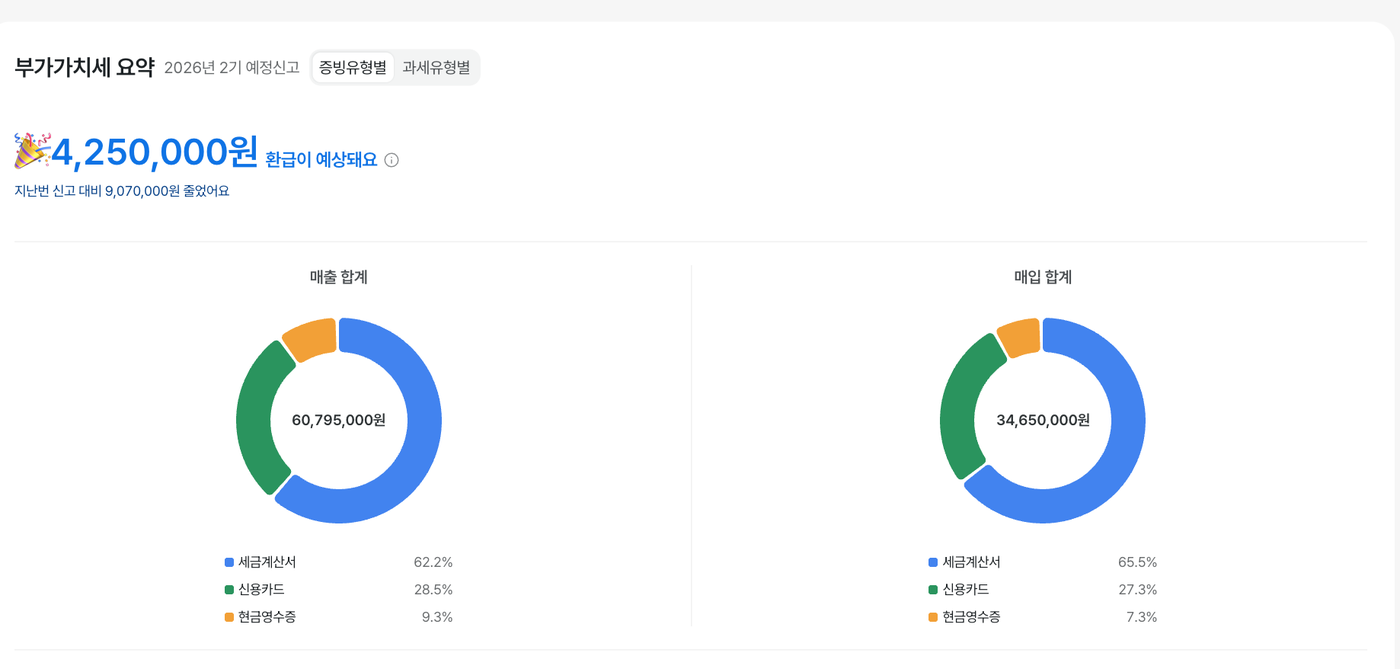 부가가치세 요약 2026년 2기 예정신고 증빙유형별 과세유형별
4,250,000원 환급이 예상돼요
지난번 신고 대비 9,070,000원 줄었어요
매출 합계
60,795,000원
세금계산서 62.2%
신용카드 28.5%
현금영수증 9.3%
매입 합계
34,650,000원
세금계산서 65.5%
신용카드 27.3%
현금영수증 7.3%